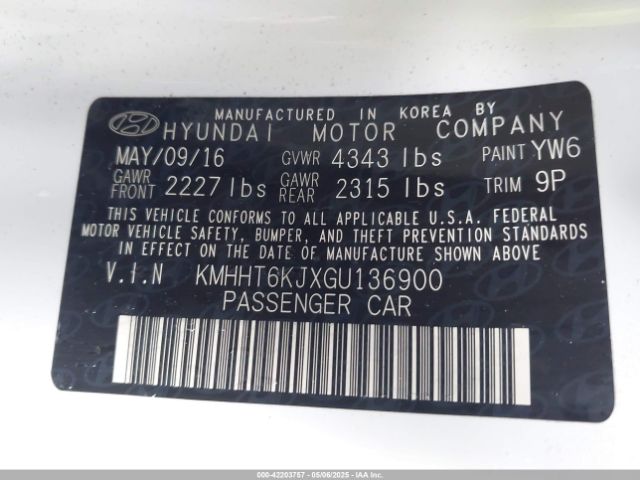 MANUFACTURED IN KOREA BY
HYUNDAI MOTOR COMPANY
MAY/09/16 GVWR 4343 lbs PAINT YW6
GAWR FRONT 2227 lbs GAWR REAR 2315 lbs TRIM 9P
THIS VEHICLE CONFORMS TO ALL APPLICABLE U.S.A. FEDERAL
MOTOR VEHICLE SAFETY, BUMPER, AND THEFT PREVENTION STANDARDS
IN EFFECT ON THE DATE OF MANUFACTURE SHOWN ABOVE
V.I.N KMHHT6KJXGU136900
PASSENGER CAR
000-42203757 - 05/06/2025 - COPYRIGHT IAA LLC